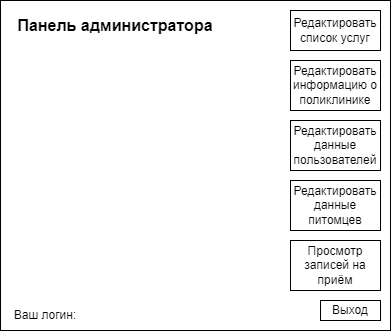 Панель администратора
Редактировать
список услуг
Редактировать
информацию о
поликлинике
Редактировать
данные
пользователей
Редактировать
данные
питомцев
Просмотр
записей на
приём
Ваш логин:
Выход